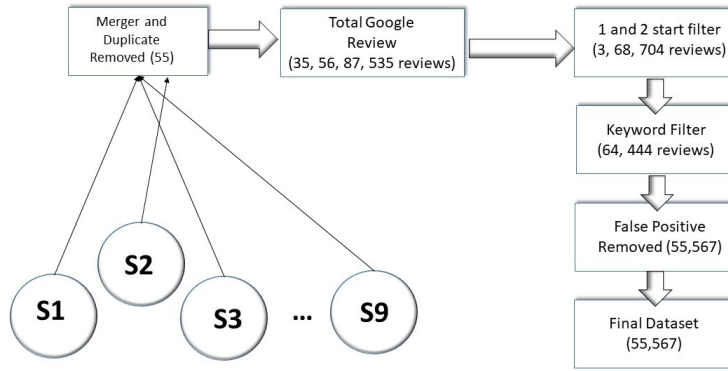 Merger and
Duplicate
Removed (55)
Total Google
Review
(35, 56, 87, 535 reviews)
1 and 2 start filter
(3, 68, 704 reviews)
Keyword Filter
(64, 444 reviews)
False Positive
Removed (55,567)
Final Dataset
(55,567)
S1
S2
S3
...
S9